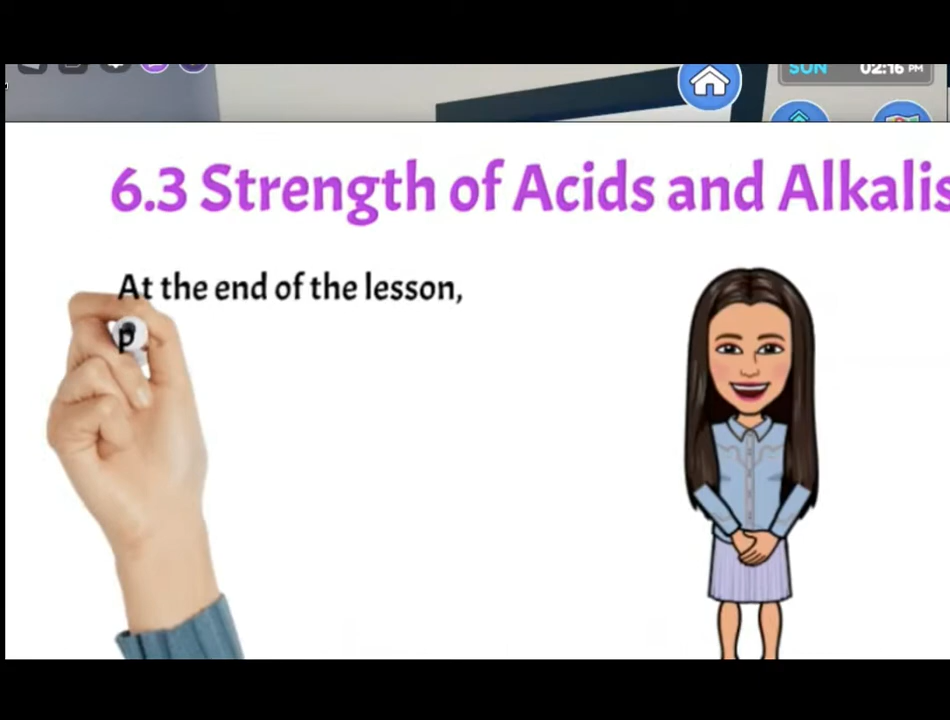 SUN 02:16 PM
6.3 Strength of Acids and Alkalis
At the end of the lesson,
p